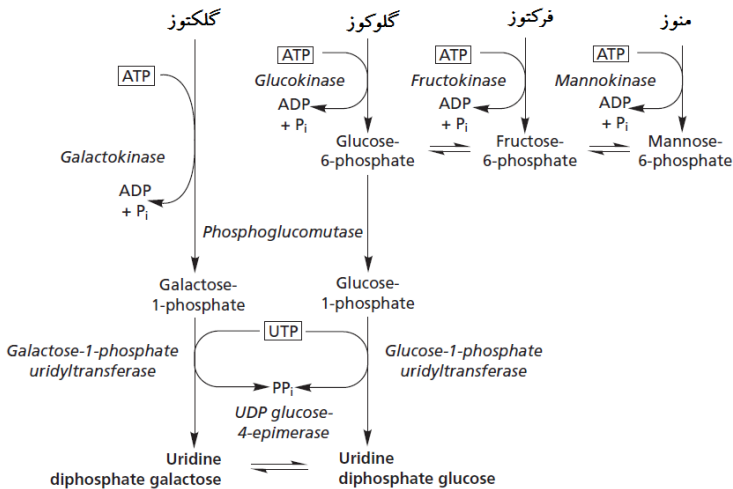 گلکتوز
گلوکوز
فرکتوز
منوز
ATP
Galactokinase
ADP
+ Pi
ATP
Glucokinase
ADP
+ Pi
ATP
Fructokinase
ADP
+ Pi
ATP
Mannokinase
ADP
+ Pi
Glucose-
6-phosphate
Fructose-
6-phosphate
Mannose-
6-phosphate
Phosphoglucomutase
Galactose-
1-phosphate
Glucose-
1-phosphate
UTP
Galactose-1-phosphate
uridyltransferase
Glucose-1-phosphate
uridyltransferase
PPi
UDP glucose-
4-epimerase
Uridine
diphosphate galactose
Uridine
diphosphate glucose